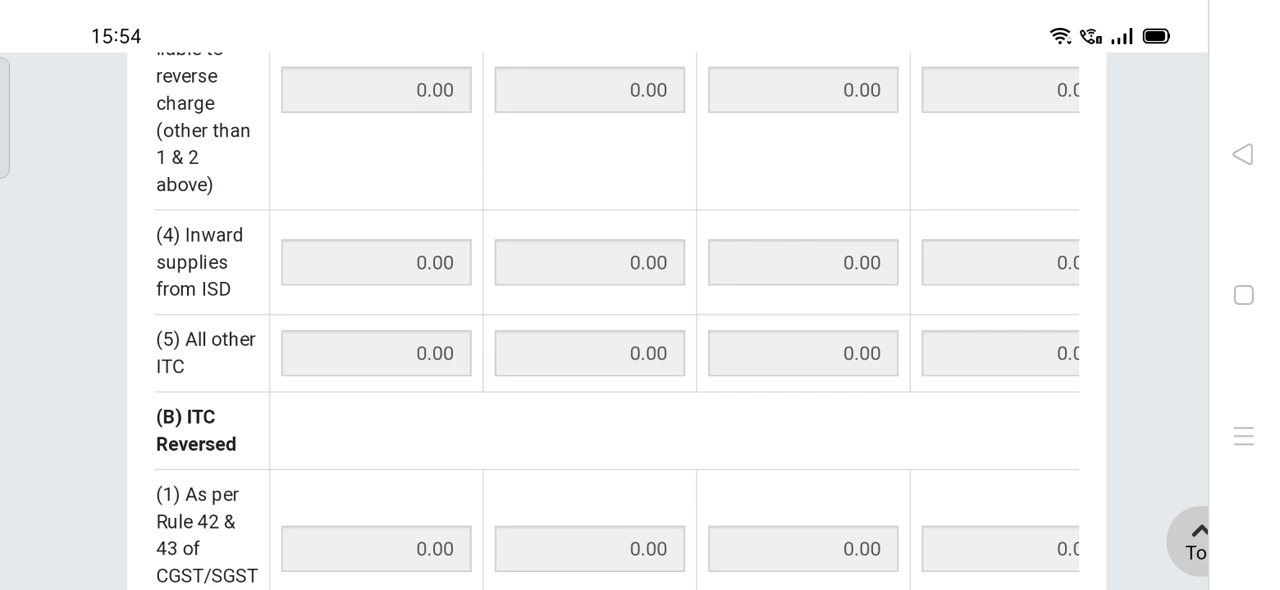 15:54
reverse
charge
(other than
1 & 2
above)
0.00 0.00 0.00
(4) Inward
supplies
from ISD
0.00 0.00 0.00
(5) All other
ITC
0.00 0.00 0.00
(B) ITC
Reversed
(1) As per
Rule 42 &
43 of
CGST/SGST
0.00 0.00 0.00
To